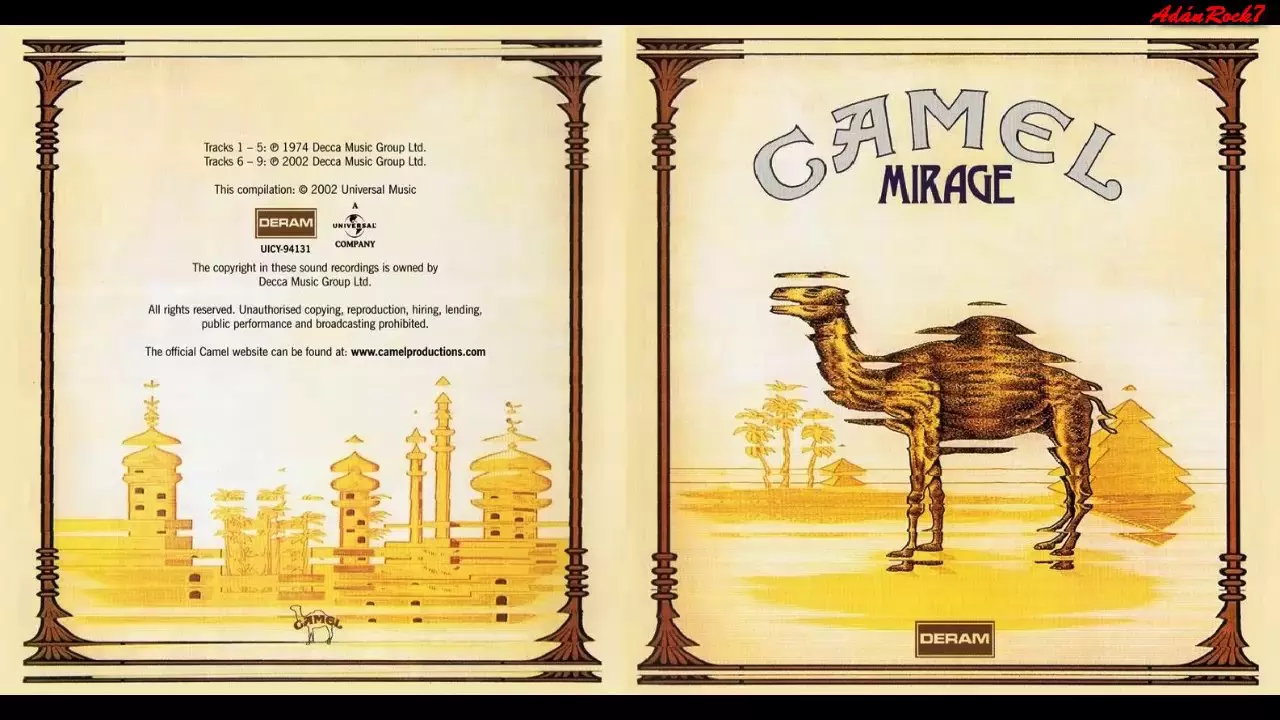 AdánRock7
Tracks 1 – 5: ℗ 1974 Decca Music Group Ltd.
Tracks 6 – 9: ℗ 2002 Decca Music Group Ltd.
This compilation: © 2002 Universal Music
DERAM
UICY-94131
A
UNIVERSAL
COMPANY
The copyright in these sound recordings is owned by
Decca Music Group Ltd.
All rights reserved. Unauthorised copying, reproduction, hiring, lending,
public performance and broadcasting prohibited.
The official Camel website can be found at: www.camelproductions.com
CAMEL
CAMEL
MIRAGE
DERAM